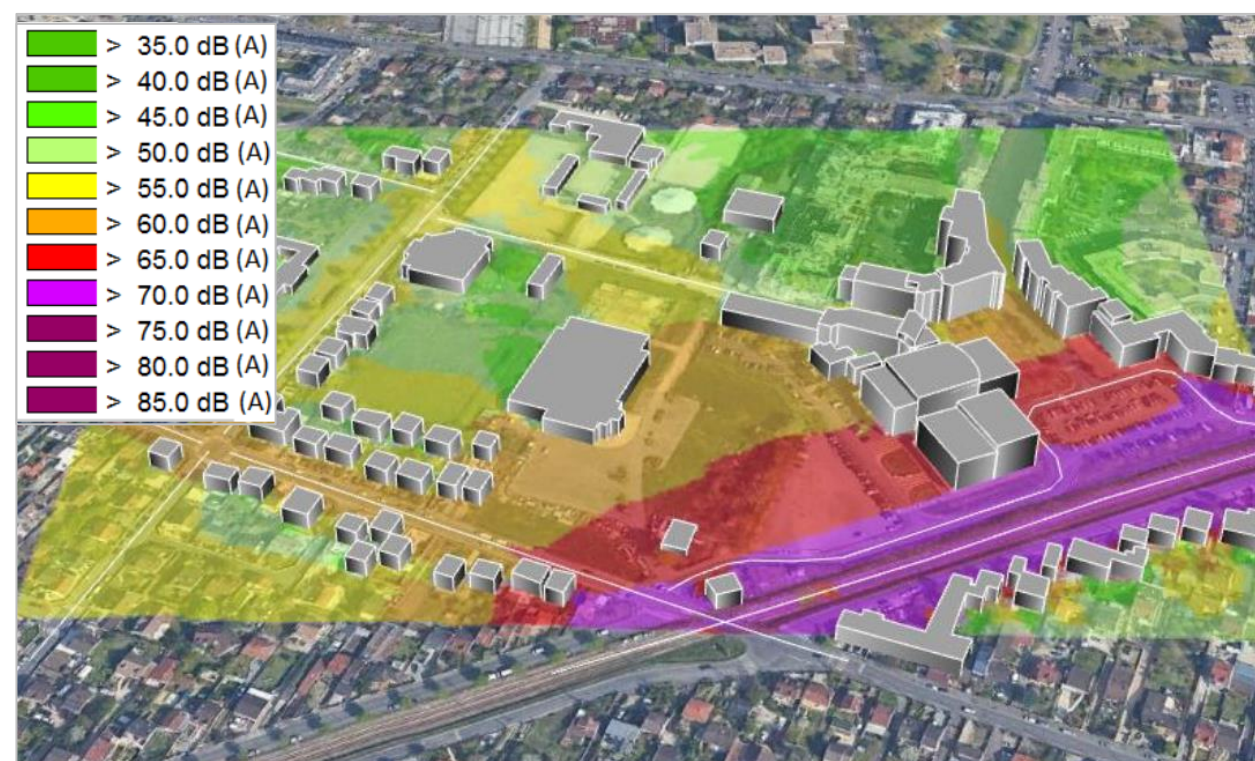 > 35.0 dB (A)
> 40.0 dB (A)
> 45.0 dB (A)
> 50.0 dB (A)
> 55.0 dB (A)
> 60.0 dB (A)
> 65.0 dB (A)
> 70.0 dB (A)
> 75.0 dB (A)
> 80.0 dB (A)
> 85.0 dB (A)